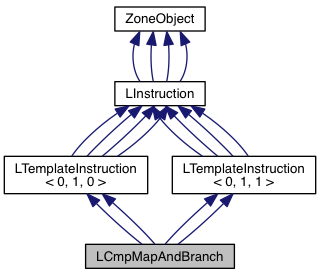 ZoneObject
LInstruction
LTemplateInstruction
< 0, 1, 0 >
LTemplateInstruction
< 0, 1, 1 >
LCmpMapAndBranch